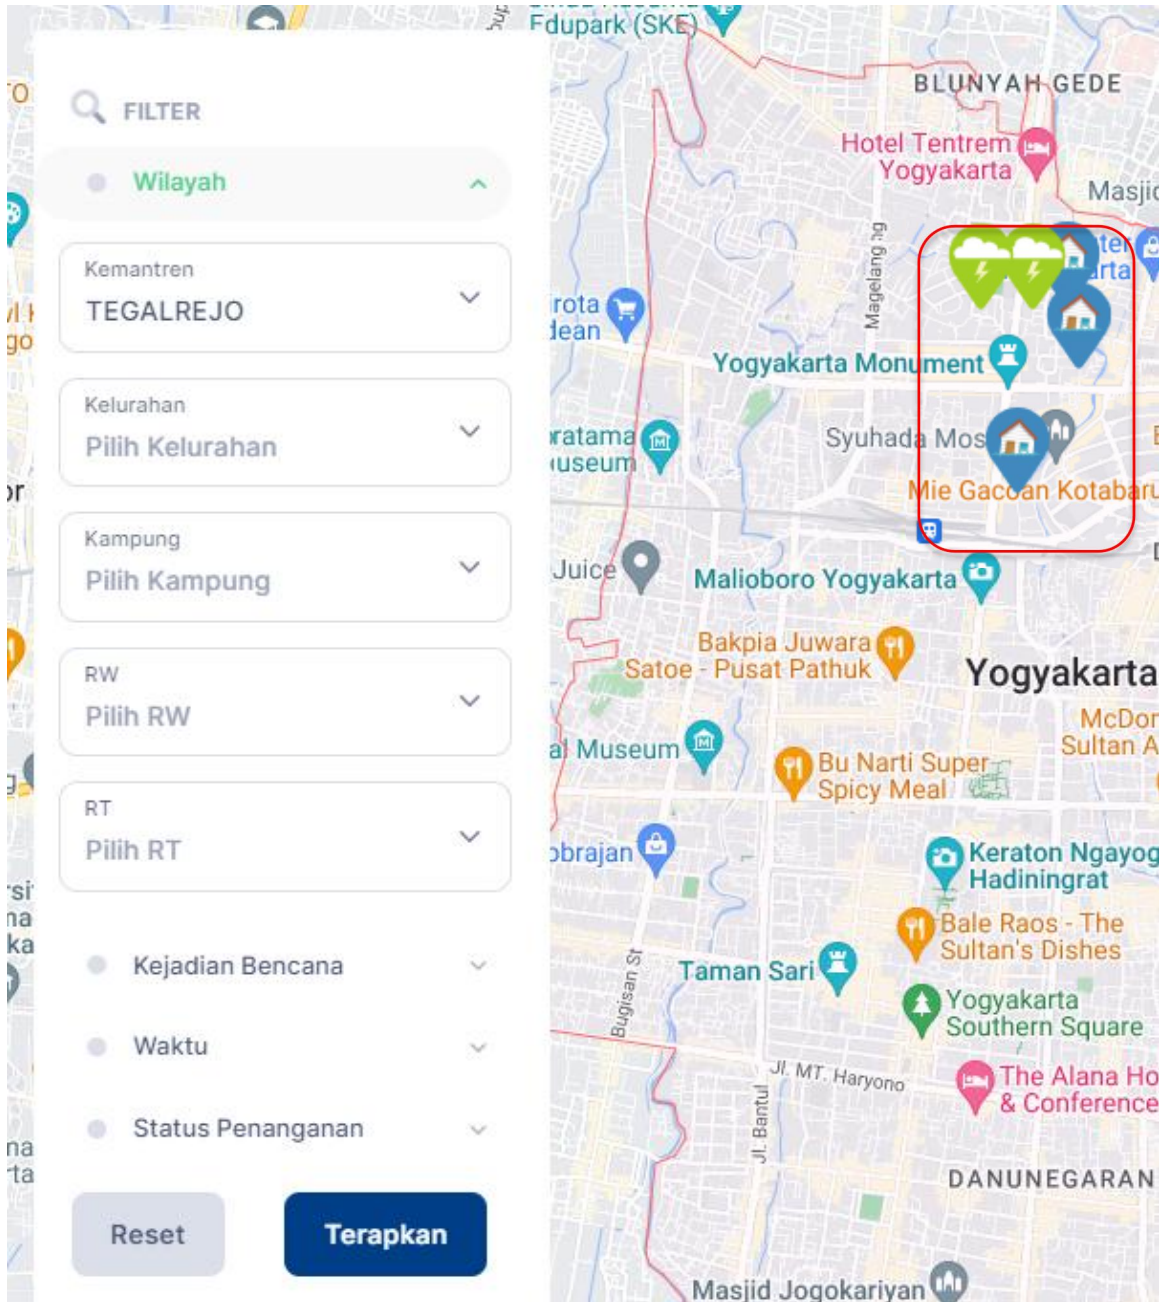 FILTER
Wilayah
Kemantren
TEGALREJO
Kelurahan
Pilih Kelurahan
Kampung
Pilih Kampung
RW
Pilih RW
RT
Pilih RT
Kejadian Bencana
Waktu
Status Penanganan
Reset
Terapkan
Edupark (SKE)
BLUNYAH GEDE
Hotel Tentrem
Yogyakarta
Magelang
Yogyakarta Monument
Syuhada
Mie Gacoan Kotabaru
Juice
Malioboro Yogyakarta
Bakpia Juwara
Satoe - Pusat Pathuk
Yogyakarta
Sultan
Museum
Bu Narti Super
Spicy Meal
Keraton
Hadiningrat
Bale Raos - The
Sultan's Dishes
Bugisan St
Taman Sari
Yogyakarta
Southern Square
Jl. MT. Haryono
The Alana
& Conference
Jl. Bantul
DANUNEGARAN
Masjid Jogokariyan